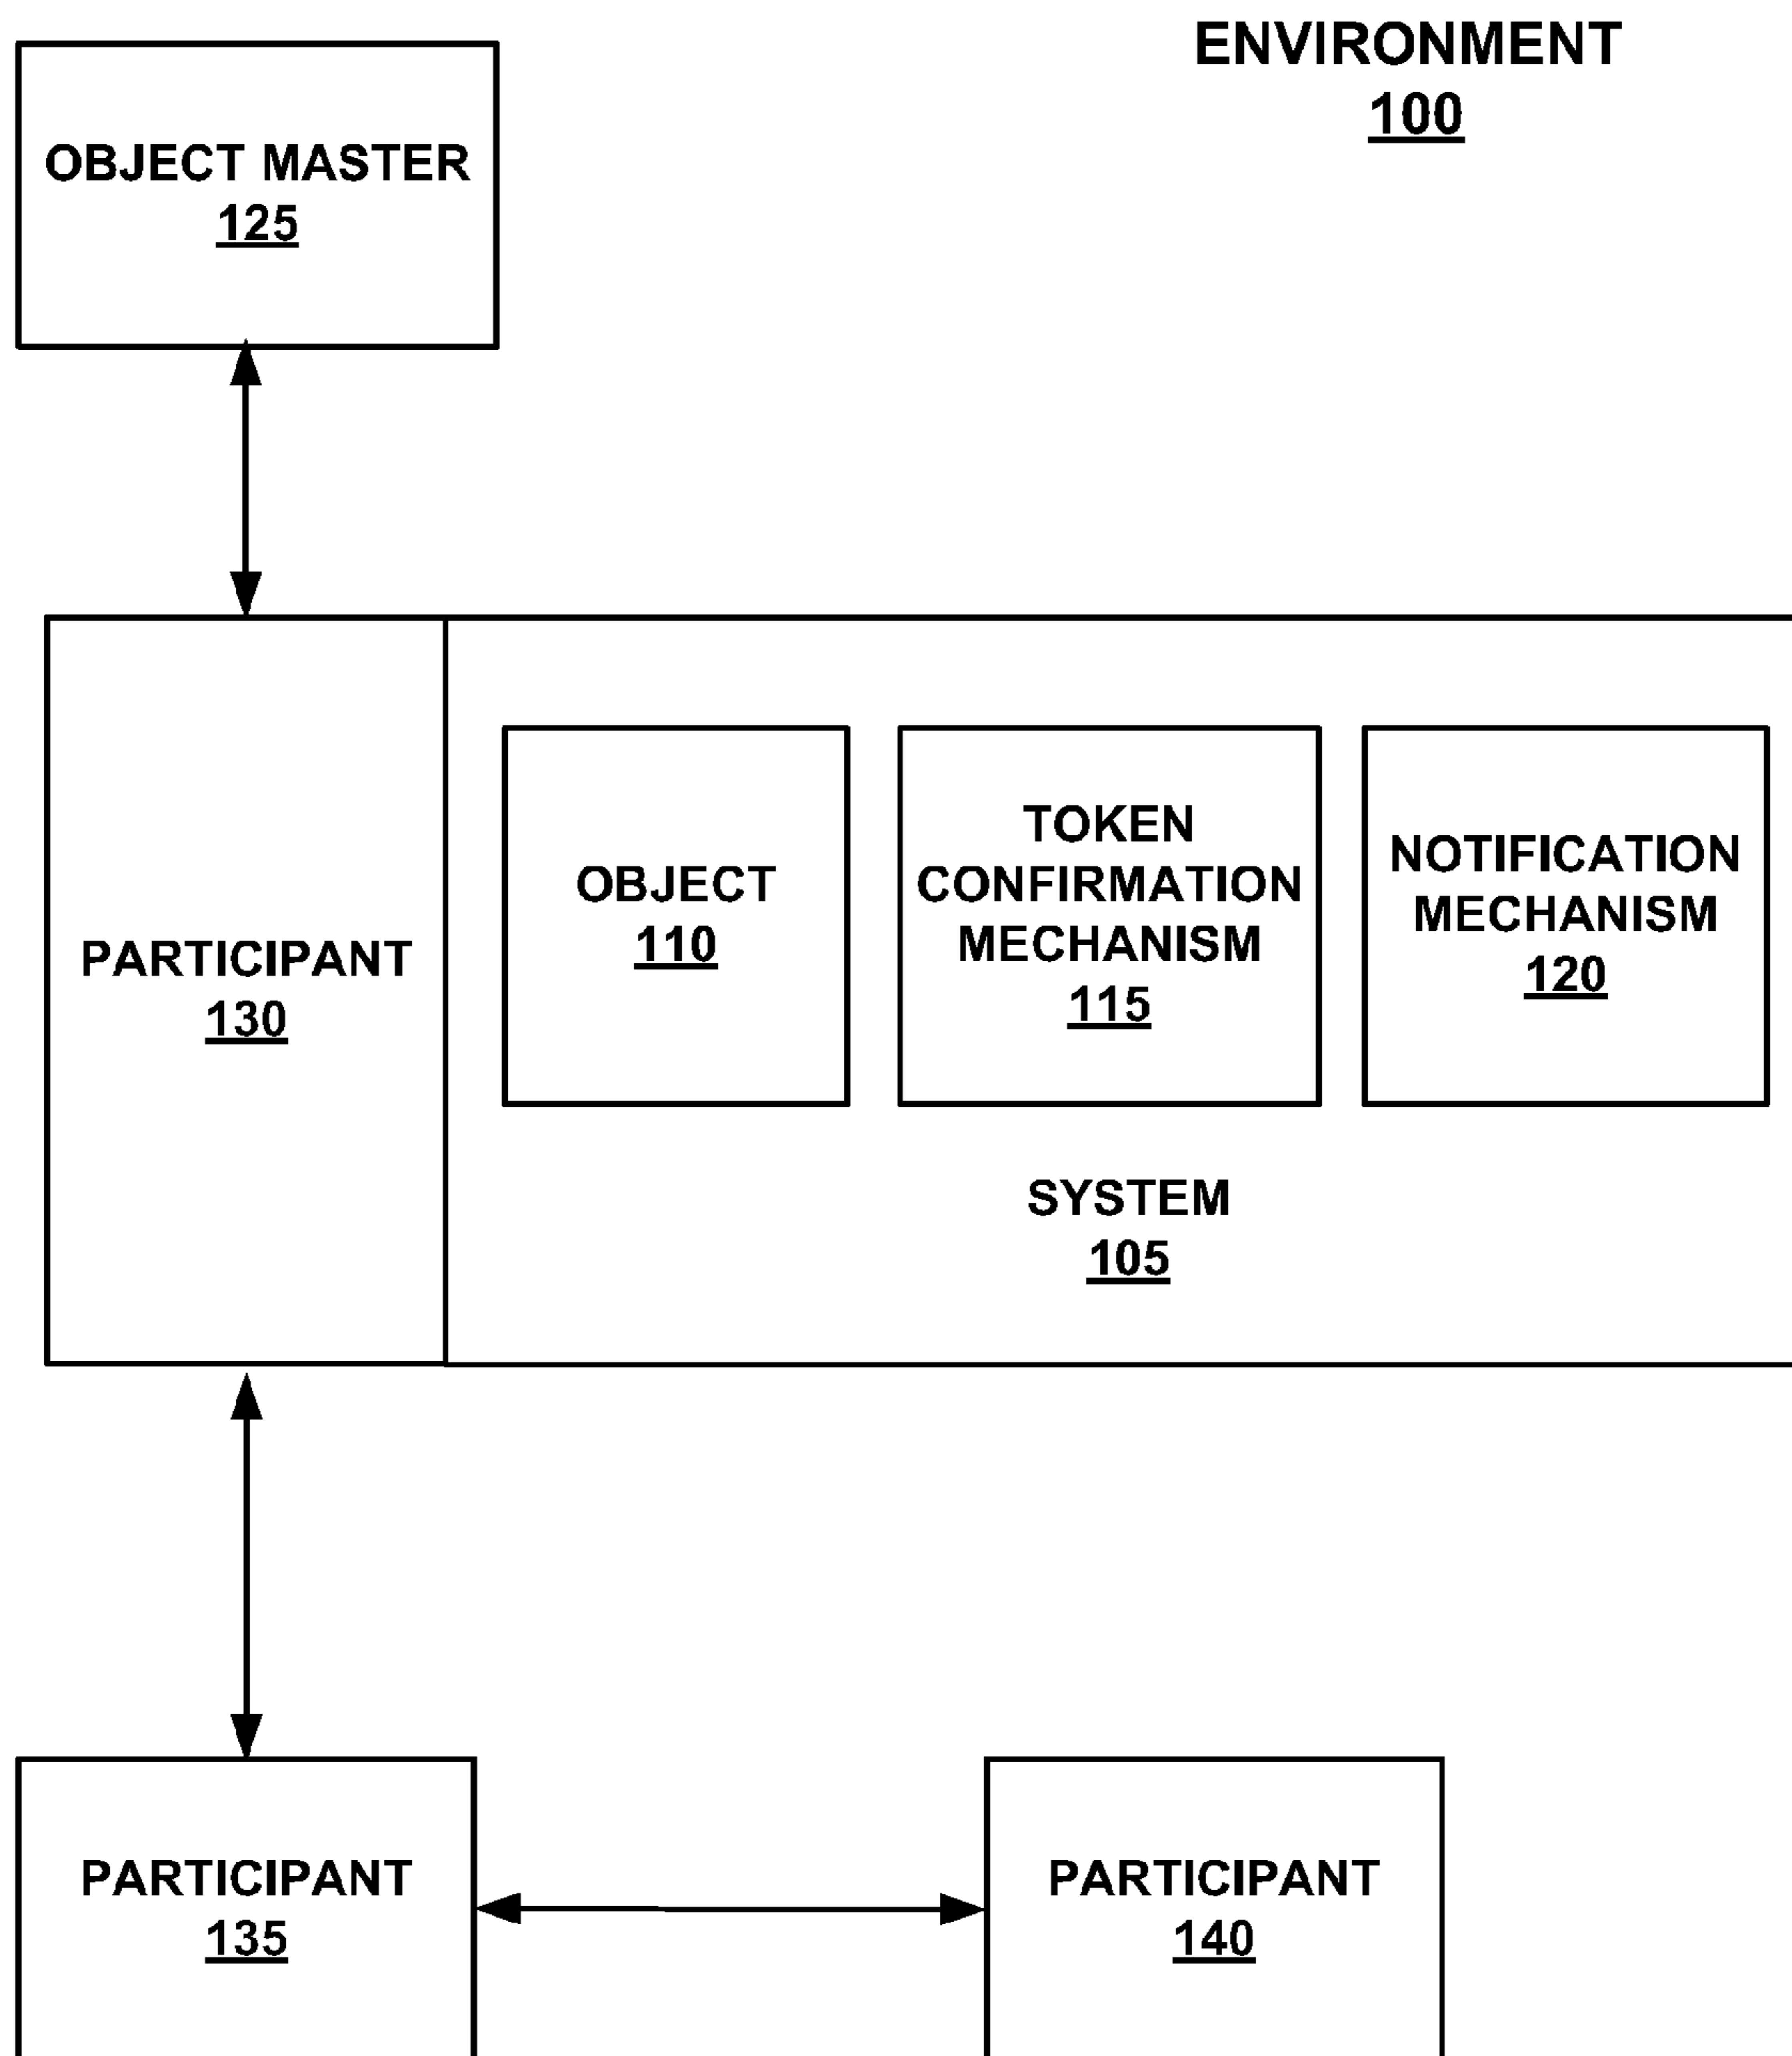 ENVIRONMENT
100
OBJECT MASTER
125
PARTICIPANT
130
OBJECT
110
TOKEN
CONFIRMATION
MECHANISM
115
NOTIFICATION
MECHANISM
120
SYSTEM
105
PARTICIPANT
135
PARTICIPANT
140